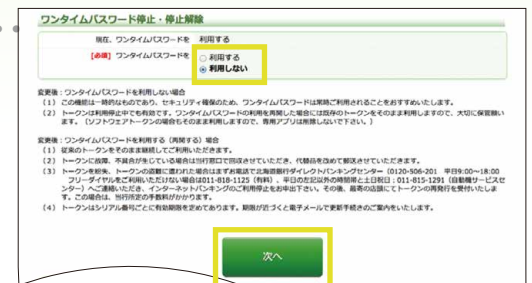 ワンタイムパスワード停止・停止解除
現在、ワンタイムパスワードを 利用する
【必須】ワンタイムパスワードを ○利用する
利用しない
変更後：ワンタイムパスワードを利用しない場合
(1) この機能は一時的なものであり、セキュリティ確保のため、ワンタイムパスワードは常時ご利用されることをおすすめいたします。
(2) トークンは利用停止中でも有効です。ワンタイムパスワードの利用を再開した場合には既存のトークンをそのまま利用しますので、大切に保管願い
ます。（ソフトウェアトークンの場合もそのまま利用しますので、専用アプリは削除しないで下さい。）
変更後：ワンタイムパスワードを利用する（再開する）場合
(1) 従来のトークンをそのまま継続してご利用いただきます。
(2) トークンに故障、不具合が生じている場合は当行窓口で回収させていただき、代替品を改めて郵送させていただきます。
(3) トークンを紛失、トークンの盗難に遭われた場合はまずお電話で北海道銀行ダイレクトバンキングセンター（0120-506-201 平日9:00~18:00
フリーダイヤルをご利用いただけない場合は011-818-1125（有料）、平日の左記以外の時間帯と土日祝日：011-815-1291（自動機サービスセ
ンター）へご連絡いただき、インターネットバンキングのご利用停止をお申出下さい。その後、最寄の店頭にてトークンの再発行を受付いたしま
す。この場合は、当行所定の手数料がかかります。
(4) トークンはシリアル番号ごとに有効期限を定めてあります。期限が近づくと電子メールで更新手続きのご案内をいたします。
次へ